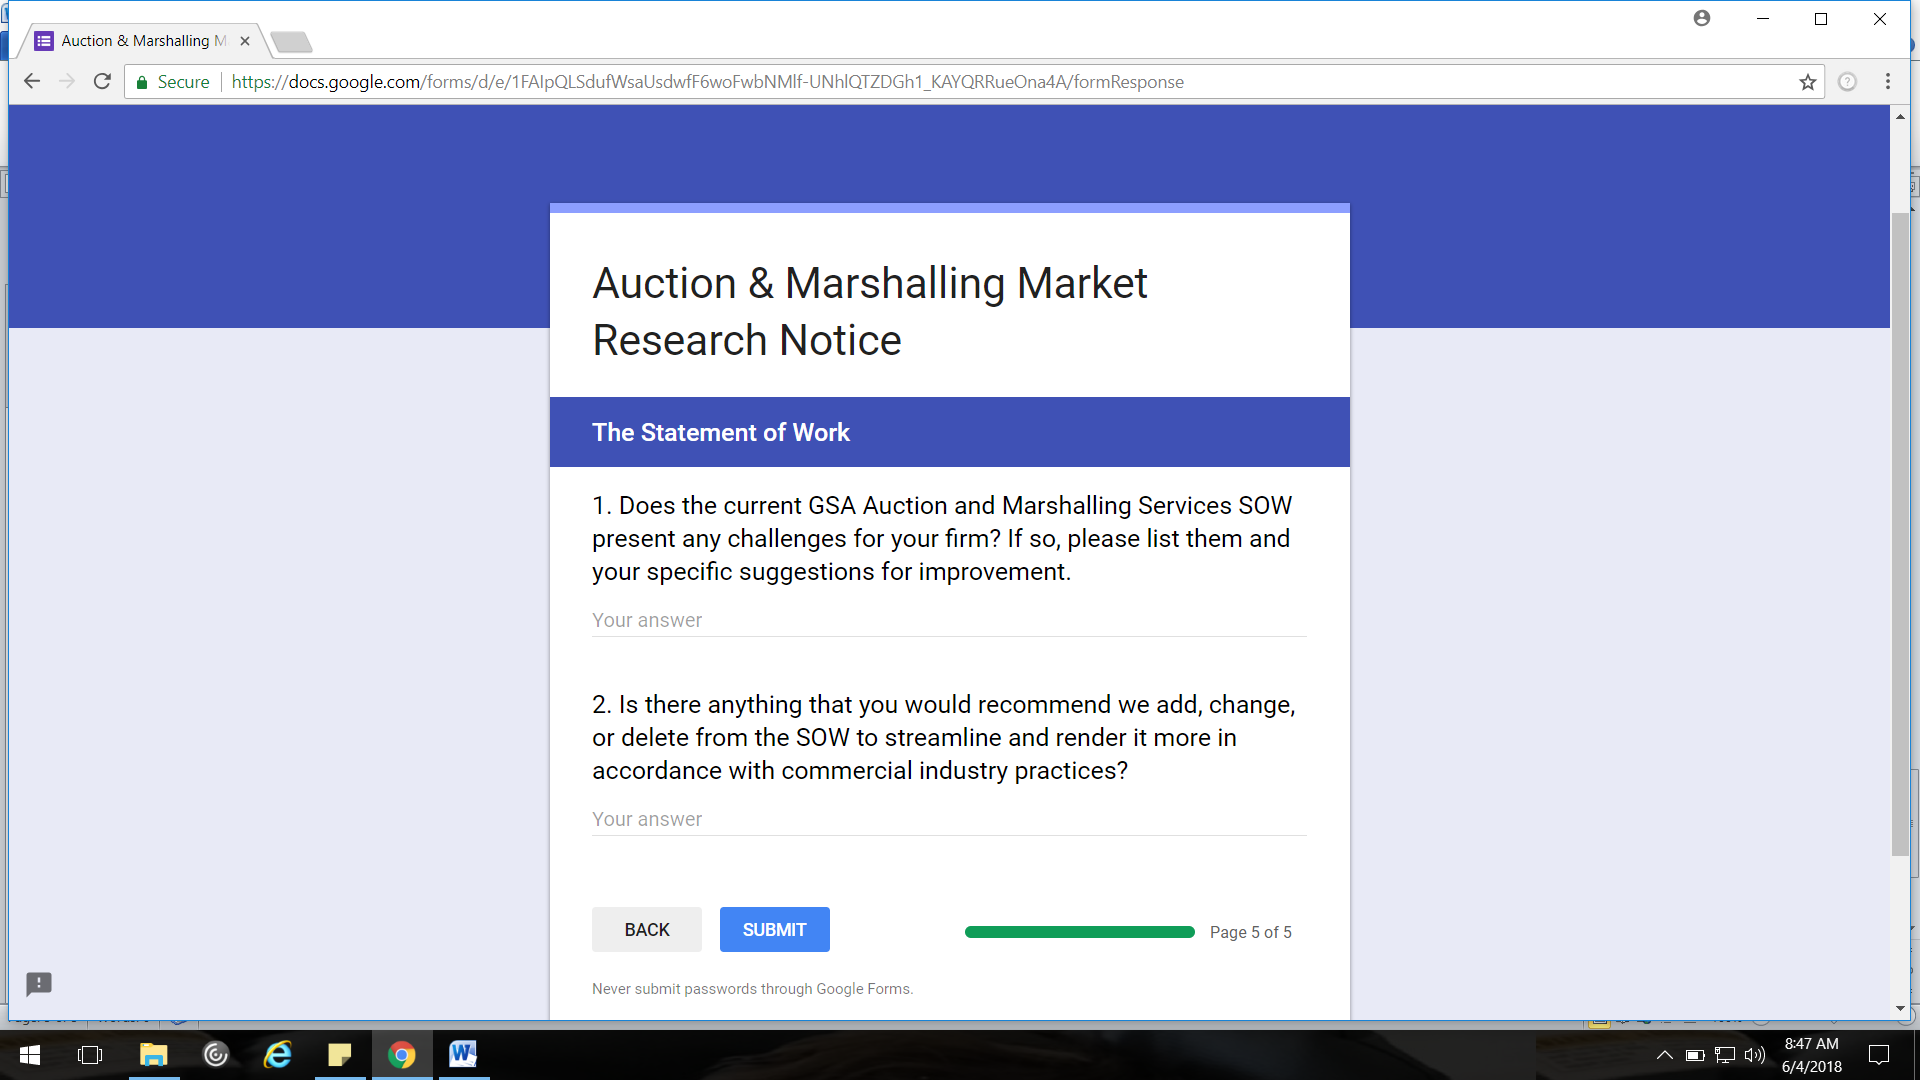 Auction & Marshalling M
Secure
https://docs.google.com/forms/d/e/1FAIpQLSdufWsaUsdwfF6woFwbNMlf-UNhlQTZDGh1_KAYQRRueOna4A/formResponse
Auction & Marshalling Market
Research Notice
The Statement of Work
1. Does the current GSA Auction and Marshalling Services SOW
present any challenges for your firm? If so, please list them and
your specific suggestions for improvement.
Your answer
2. Is there anything that you would recommend we add, change,
or delete from the SOW to streamline and render it more in
accordance with commercial industry practices?
Your answer
BACK
SUBMIT
Page 5 of 5
Never submit passwords through Google Forms.
8:47 AM
6/4/2018